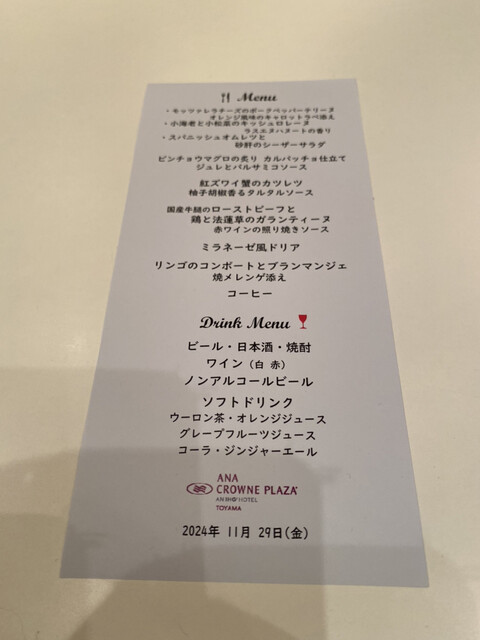 Menu
・モッツァレラチーズのポークペッパーテリーヌ
オレンジ風味のキャロットラペ添え
・小海老と小松菜のキッシュロレーヌ
ラスエヌハヌートの香り
・スパニッシュオムレツと
砂肝のシーザーサラダ
ビンチョウマグロの炙り カルパッチョ仕立て
ジュレとバルサミコソース
紅ズワイ蟹のカツレツ
柚子胡椒香るタルタルソース
国産牛腿のローストビーフと
鶏と法蓮草のガランティーヌ
赤ワインの照り焼きソース
ミラネーゼ風ドリア
リンゴのコンポートとブランマンジェ
焼メレンゲ添え
コーヒー
Drink Menu
ビール・日本酒・焼酎
ワイン（白 赤）
ノンアルコールビール
ソフトドリンク
ウーロン茶・オレンジジュース
グレープフルーツジュース
コーラ・ジンジャーエール
ANA
CROWNE PLAZA
AN IHG HOTEL
TOYAMA
2024年 11月 29日(金)